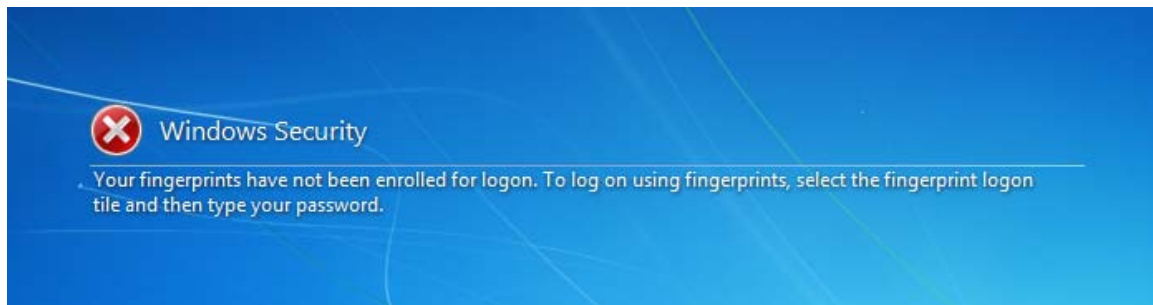 Windows Security
Your fingerprints have not been enrolled for logon. To log on using fingerprints, select the fingerprint logon
tile and then type your password.